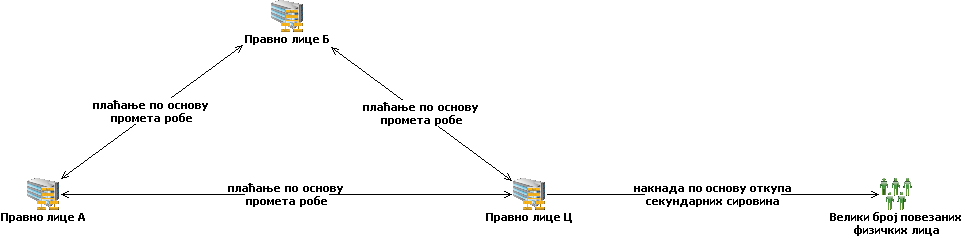 Правно лице Б
плаћање по основу
промета робе
плаћање по основу
промета робе
плаћање по основу
промета робе
накнада по основу откупа
секундарних сировина
Правно лице А
Правно лице Ц
Велики број повезаних
физичких лица